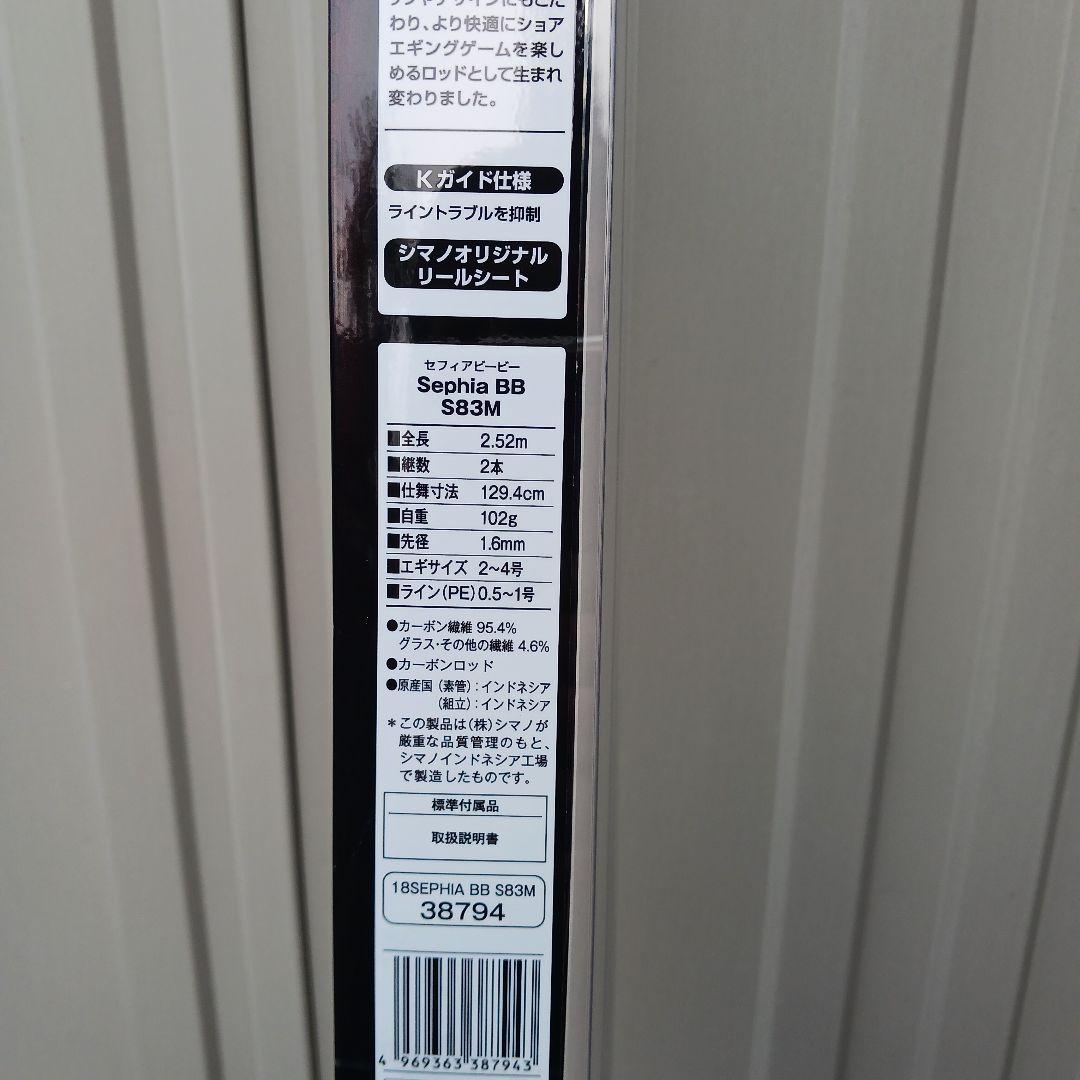 わり、より快適にショア
エギングゲームを楽し
めるロッドとして生まれ
変わりました。
Kガイド仕様
ライントラブルを抑制
シマノオリジナル
リールシート
セフィアビービー
Sephia BB
S83M
■全長 2.52m
■継数 2本
■仕舞寸法 129.4cm
■自重 102g
■先径 1.6mm
■エギサイズ 2~4号
■ライン(PE) 0.5~1号
●カーボン繊維 95.4%
グラス・その他の繊維 4.6%
●カーボンロッド
●原産国（素管）：インドネシア
（組立）：インドネシア
＊この製品は（株）シマノが
厳重な品質管理のもと、
シマノインドネシア工場
で製造したものです。
標準付属品
取扱説明書
18SEPHIA BB S83M
38794
4 969363 387943